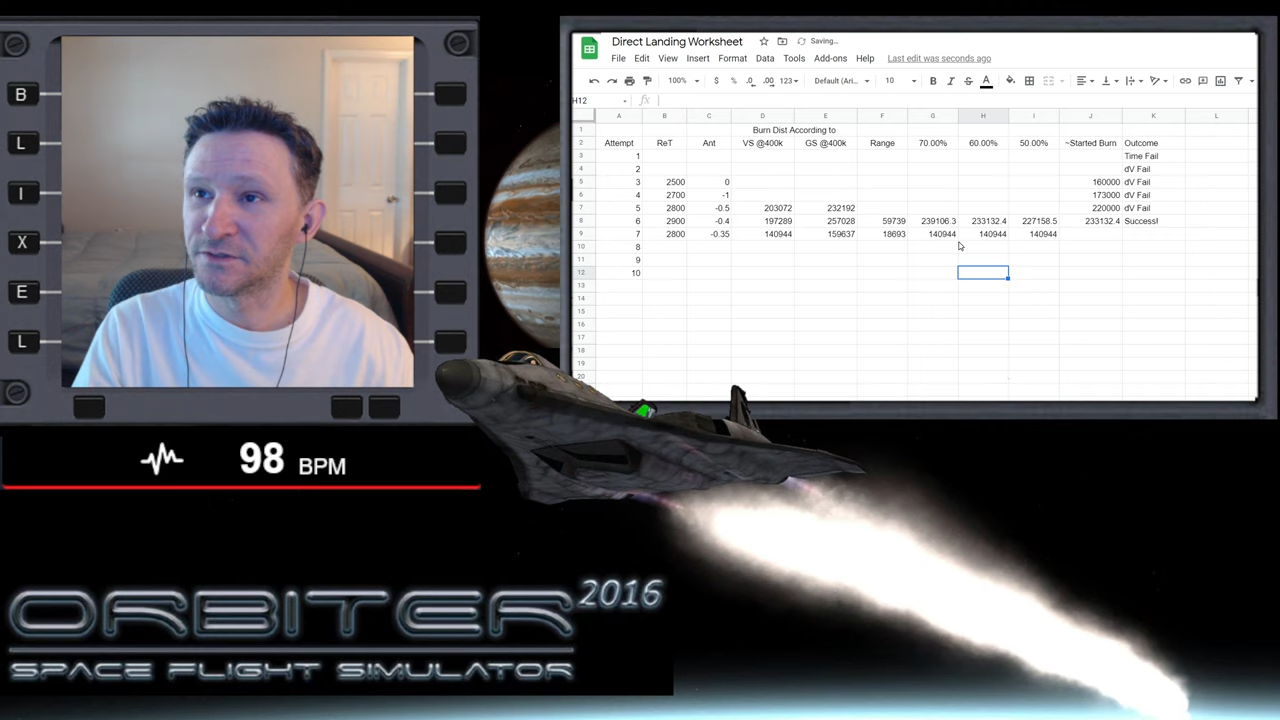 B
L
I
X
E
L
98 BPM
ORBITER 2016
SPACE FLIGHT SIMULATOR
Direct Landing Worksheet Saving...
File Edit View Insert Format Data Tools Add-ons Help Last edit was seconds ago
100% $ % .0 .00 123 Default (Ari... 10 B I S A
H12 fx
A B C D E F G H I J K L
1 Burn Dist According to
2 Attempt ReT Ant VS @400k GS @400k Range 70.00% 60.00% 50.00% ~Started Burn Outcome
3 1 Time Fail
4 2 dV Fail
5 3 2500 0 160000 dV Fail
6 4 2700 -1 173000 dV Fail
7 5 2800 -0.5 203072 232192 220000 dV Fail
8 6 2900 -0.4 197289 257028 59739 239106.3 233132.4 227158.5 233132.4 Success!
9 7 2800 -0.35 140944 159637 18693 140944 140944 140944
10 8
11 9
12 10
13
14
15
16
17
18
19
20